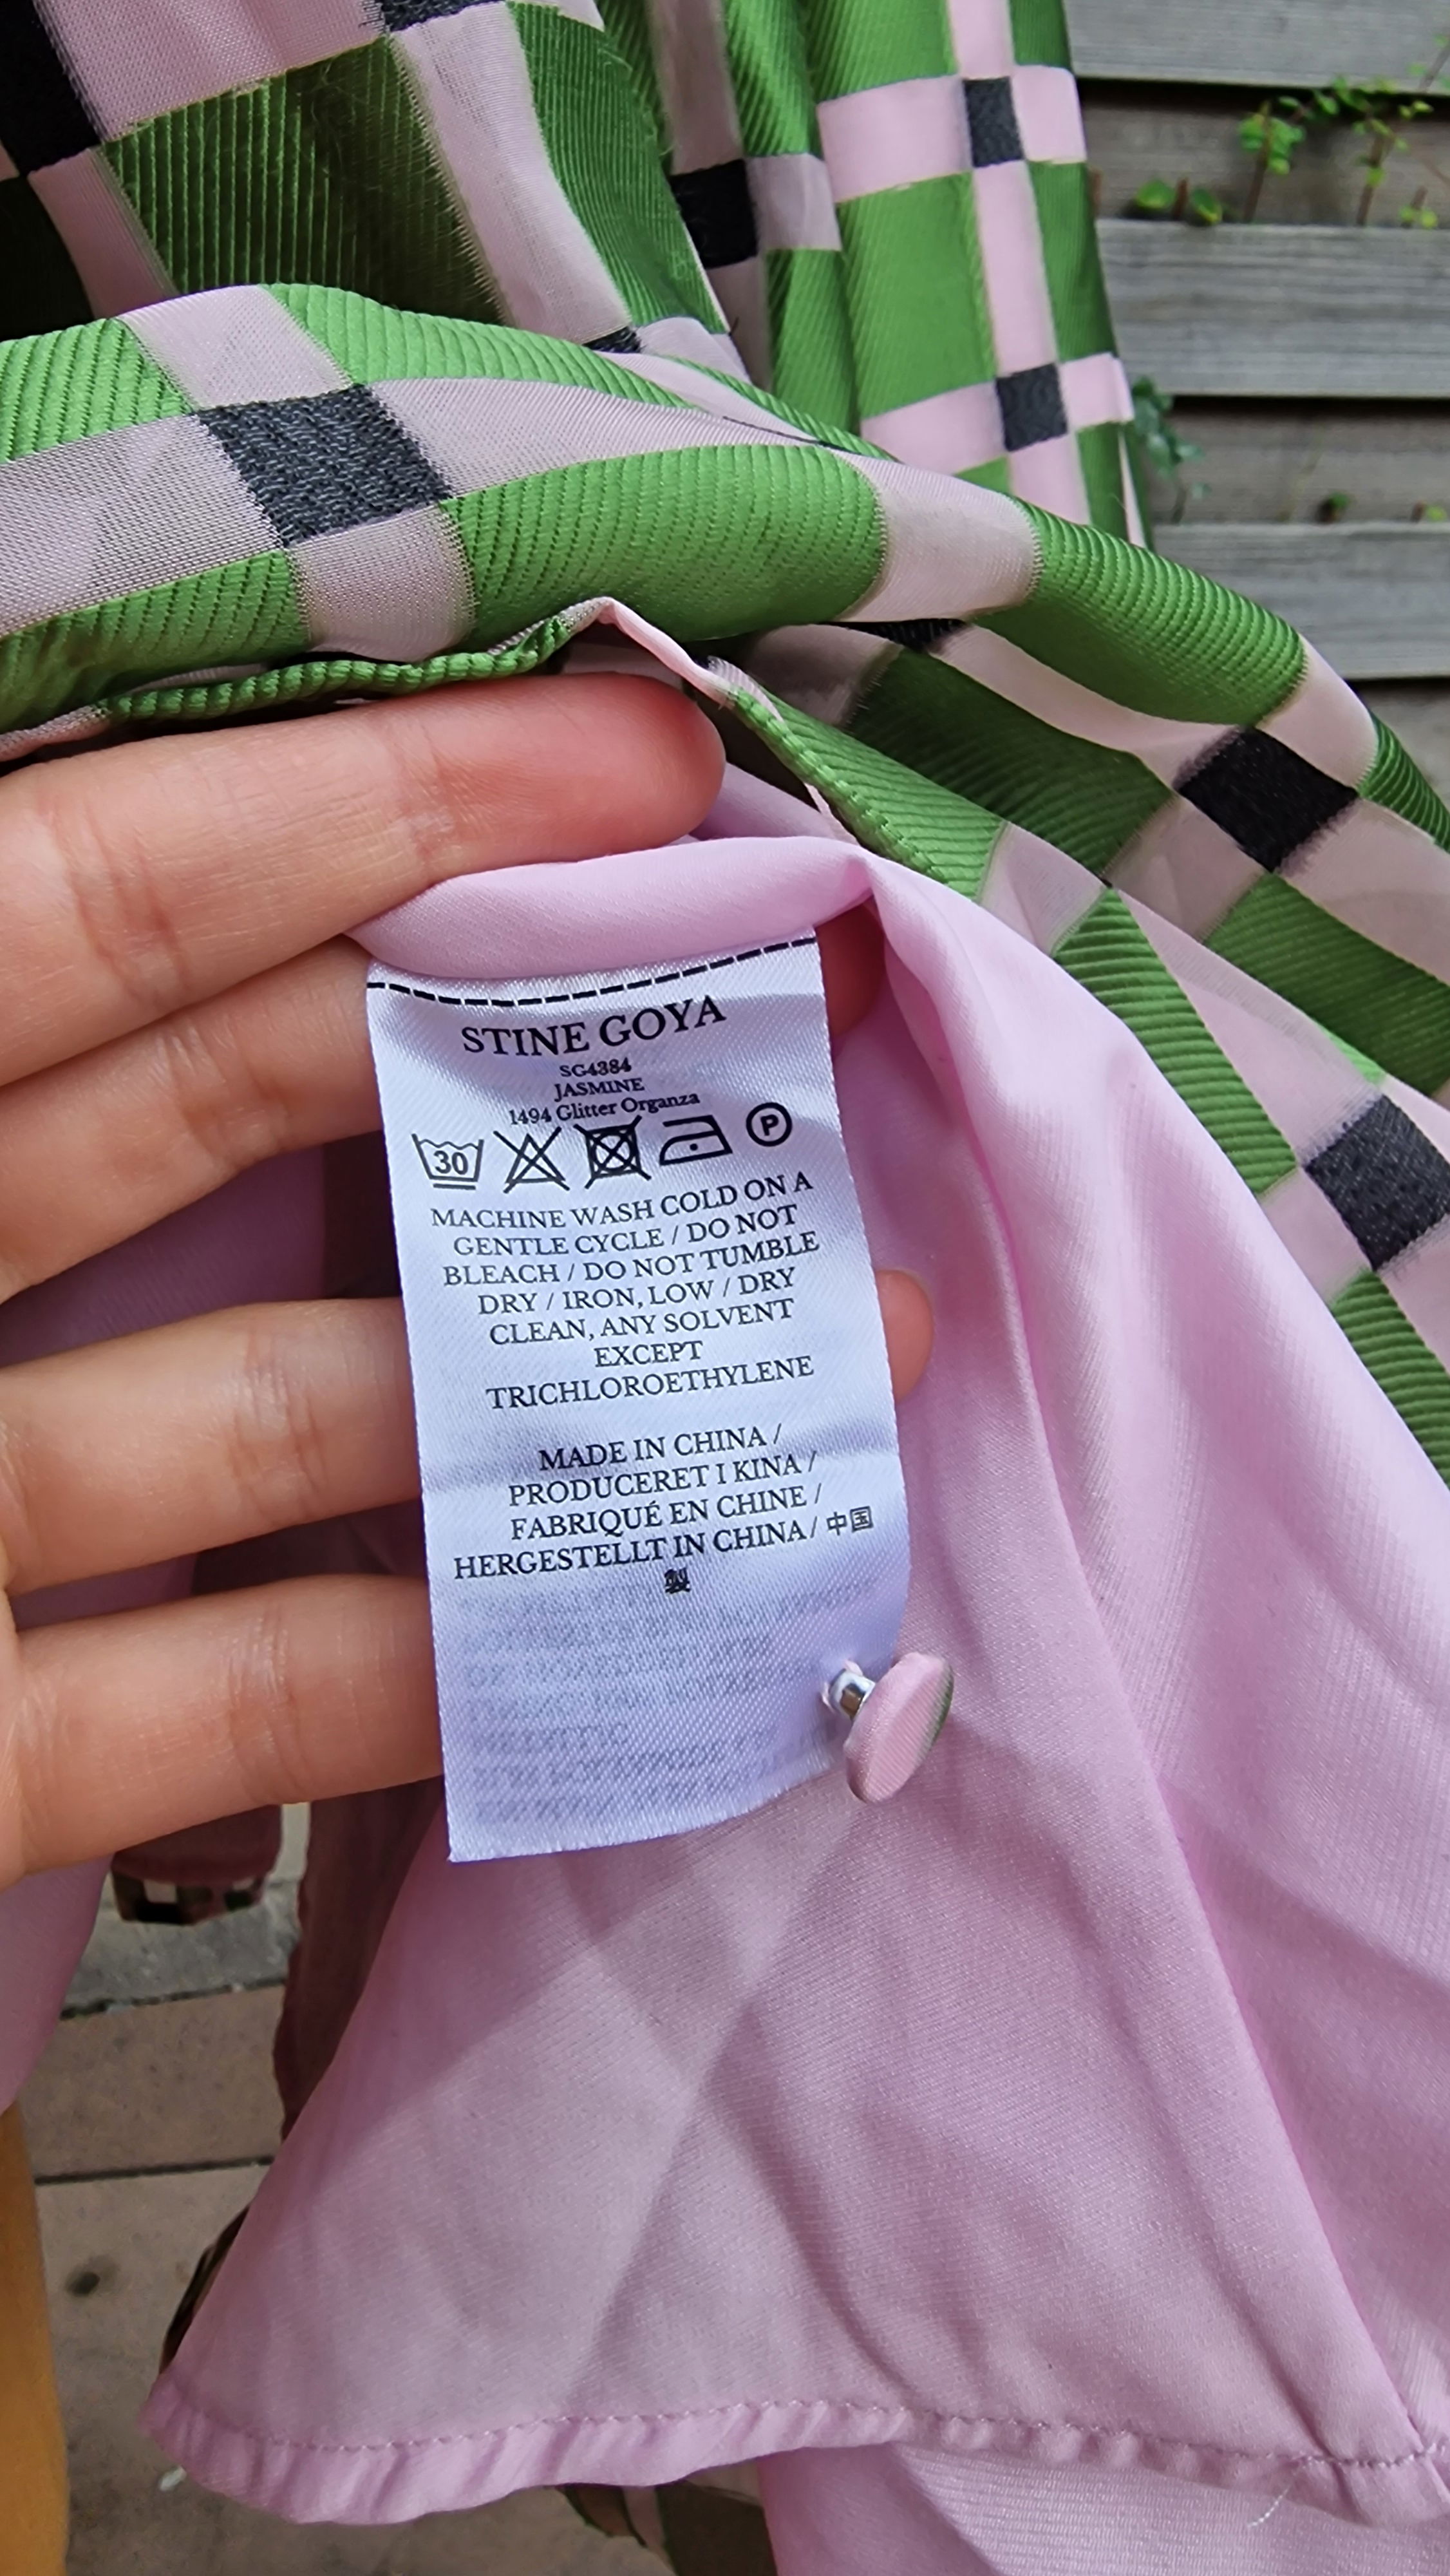 STINE GOYA
SG4384
JASMINE
1494 Glitter Organza
30 P
MACHINE WASH COLD ON A
GENTLE CYCLE / DO NOT
BLEACH / DO NOT TUMBLE
DRY / IRON, LOW / DRY
CLEAN, ANY SOLVENT
EXCEPT
TRICHLOROETHYLENE
MADE IN CHINA /
PRODUCERET I KINA /
FABRIQUÉ EN CHINE /
HERGESTELLT IN CHINA / 中国
製